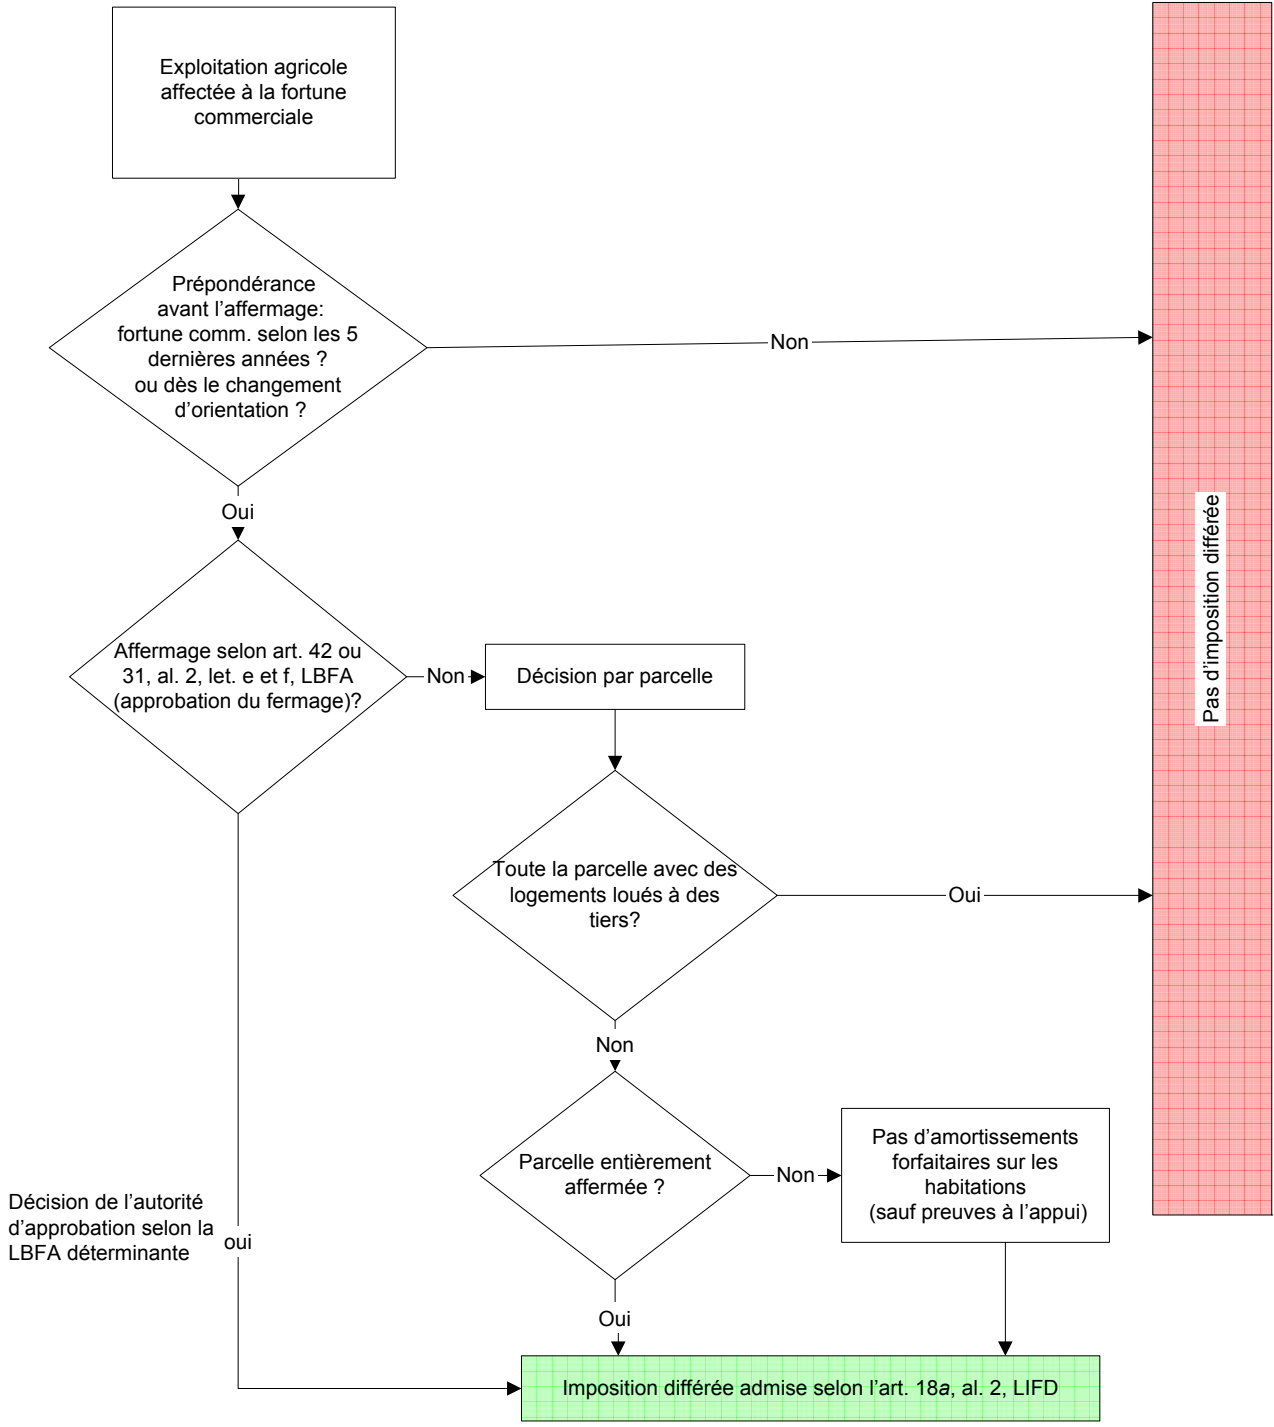 Exploitation agricole
affectée à la fortune
commerciale
Prépondérance
avant l'affermage:
fortune comm. selon les 5
dernières années ?
ou dès le changement
d'orientation ?
Non
Oui
Pas d'imposition différée
Affermage selon art. 42 ou
31, al. 2, let. e et f, LBFA
(approbation du fermage)?
Non
Décision par parcelle
Toute la parcelle avec des
logements loués à des
tiers?
Oui
Non
Parcelle entièrement
affermée ?
Non
Pas d'amortissements
forfaitaires sur les
habitations
(sauf preuves à l'appui)
Décision de l'autorité
d'approbation selon la
LBFA déterminante
oui
Oui
Imposition différée admise selon l'art. 18a, al. 2, LIFD